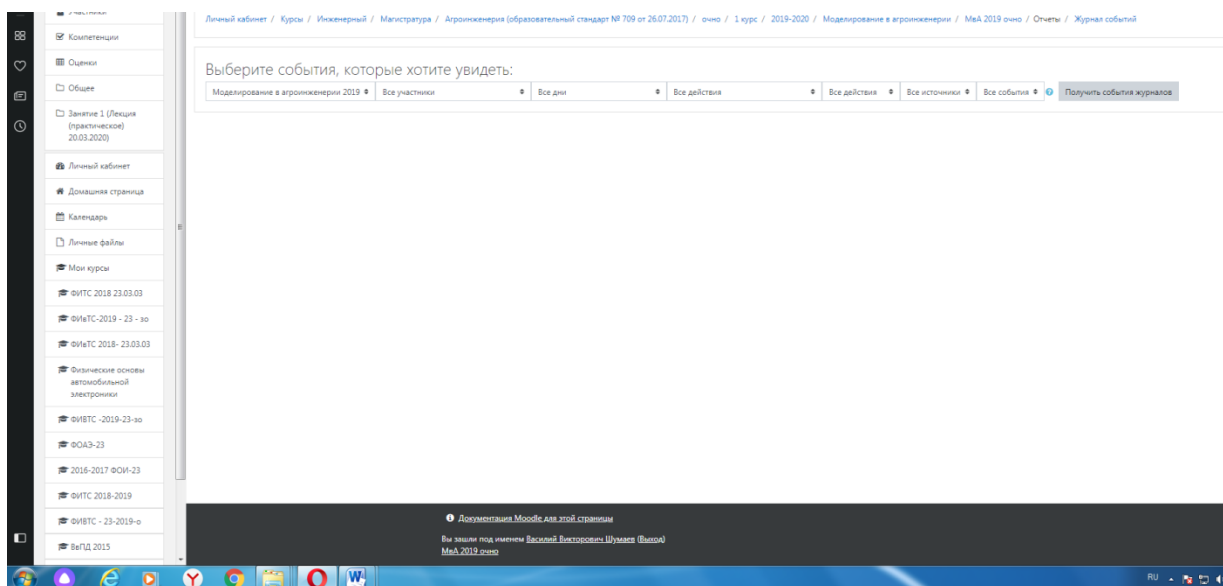 Личный кабинет / Курсы / Инженерный / Магистратура / Агроинженерия (образовательный стандарт № 709 от 26.07.2017) / очно / 1 курс / 2019-2020 / Моделирование в агроинженерии / МвА 2019 очно / Отчеты / Журнал событий
Участники
Компетенции
Оценки
Общее
Занятие 1 (Лекция
(практическое)
20.03.2020)
Личный кабинет
Домашняя страница
Календарь
Личные файлы
Мои курсы
ФИТС 2018 23.03.03
ФИвТС-2019 - 23 - зо
ФИвТС 2018- 23.03.03
Физические основы
автомобильной
электроники
ФИВТС -2019-23-зо
ФОАЭ-23
2016-2017 ФОИ-23
ФИТС 2018-2019
ФИВТС - 23-2019-о
ВвПД 2015
Выберите события, которые хотите увидеть:
Моделирование в агроинженерии 2019 Все участники Все дни Все действия Все действия Все источники Все события Получить события журналов
Документация Moodle для этой страницы
Вы зашли под именем Василий Викторович Шумаев (Выход)
МвА 2019 очно
RU